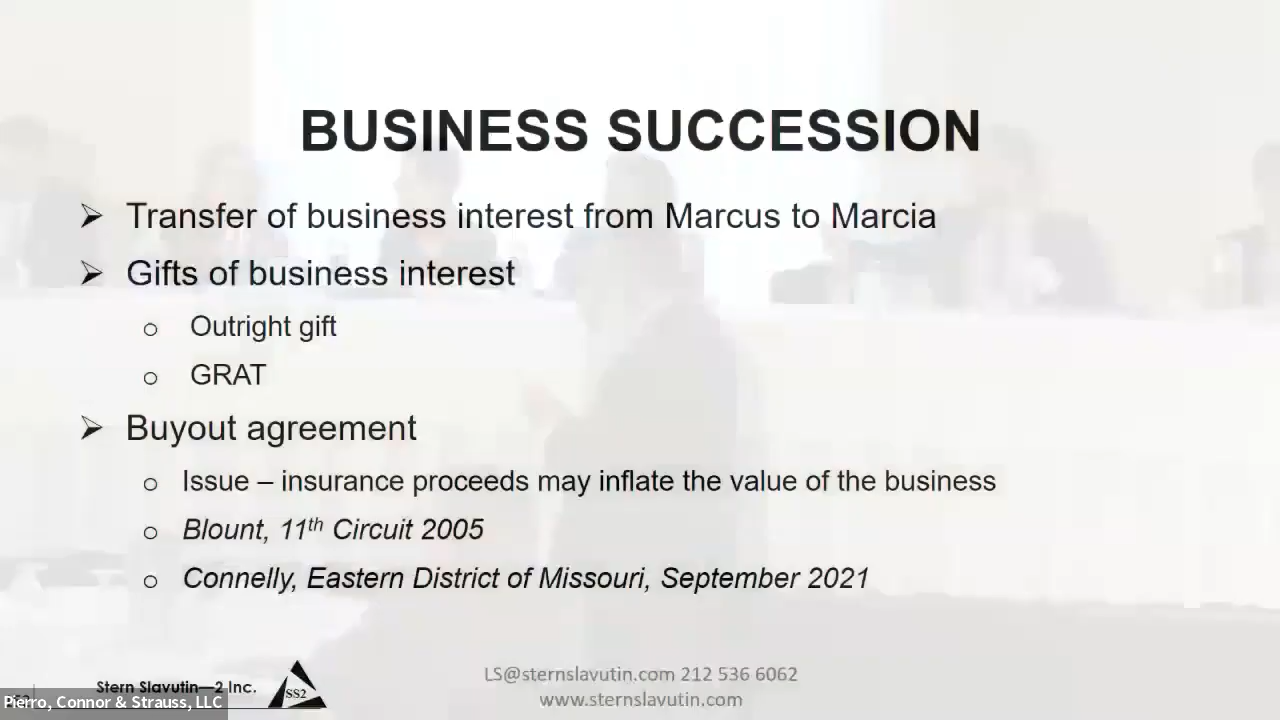 BUSINESS SUCCESSION
➢ Transfer of business interest from Marcus to Marcia
➢ Gifts of business interest
o Outright gift
o GRAT
➢ Buyout agreement
o Issue – insurance proceeds may inflate the value of the business
o Blount, 11th Circuit 2005
o Connelly, Eastern District of Missouri, September 2021
Stern Slavutin—2 Inc.
SS2
LS@sternslavutin.com 212 536 6062
www.sternslavutin.com
Pierro, Connor & Strauss, LLC